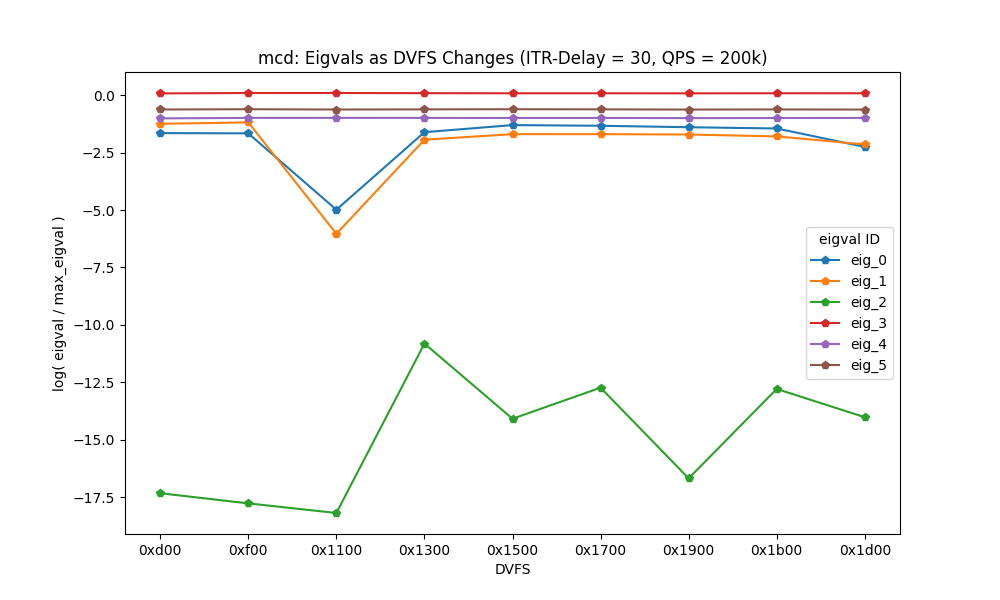 mcd: Eigvals as DVFS Changes (ITR-Delay = 30, QPS = 200k)
log( eigval / max_eigval )
0.0
−2.5
−5.0
−7.5
−10.0
−12.5
−15.0
−17.5
eigval ID
eig_0
eig_1
eig_2
eig_3
eig_4
eig_5
0xd00 0xf00 0x1100 0x1300 0x1500 0x1700 0x1900 0x1b00 0x1d00
DVFS